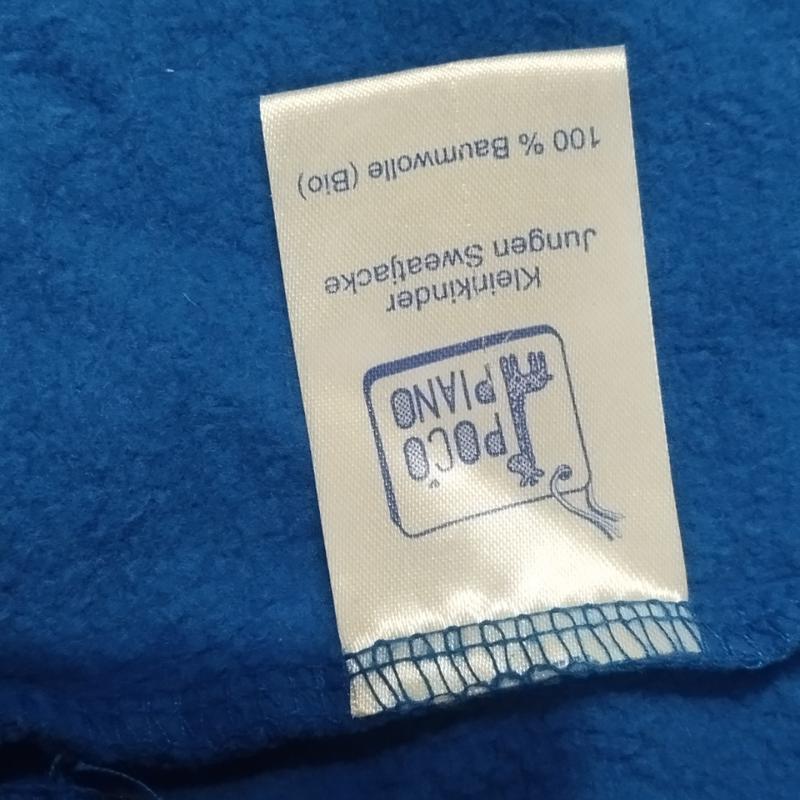 POCO
PIANO
Kleinkinder
Jungen Sweatjacke
100 % Baumwolle (Bio)